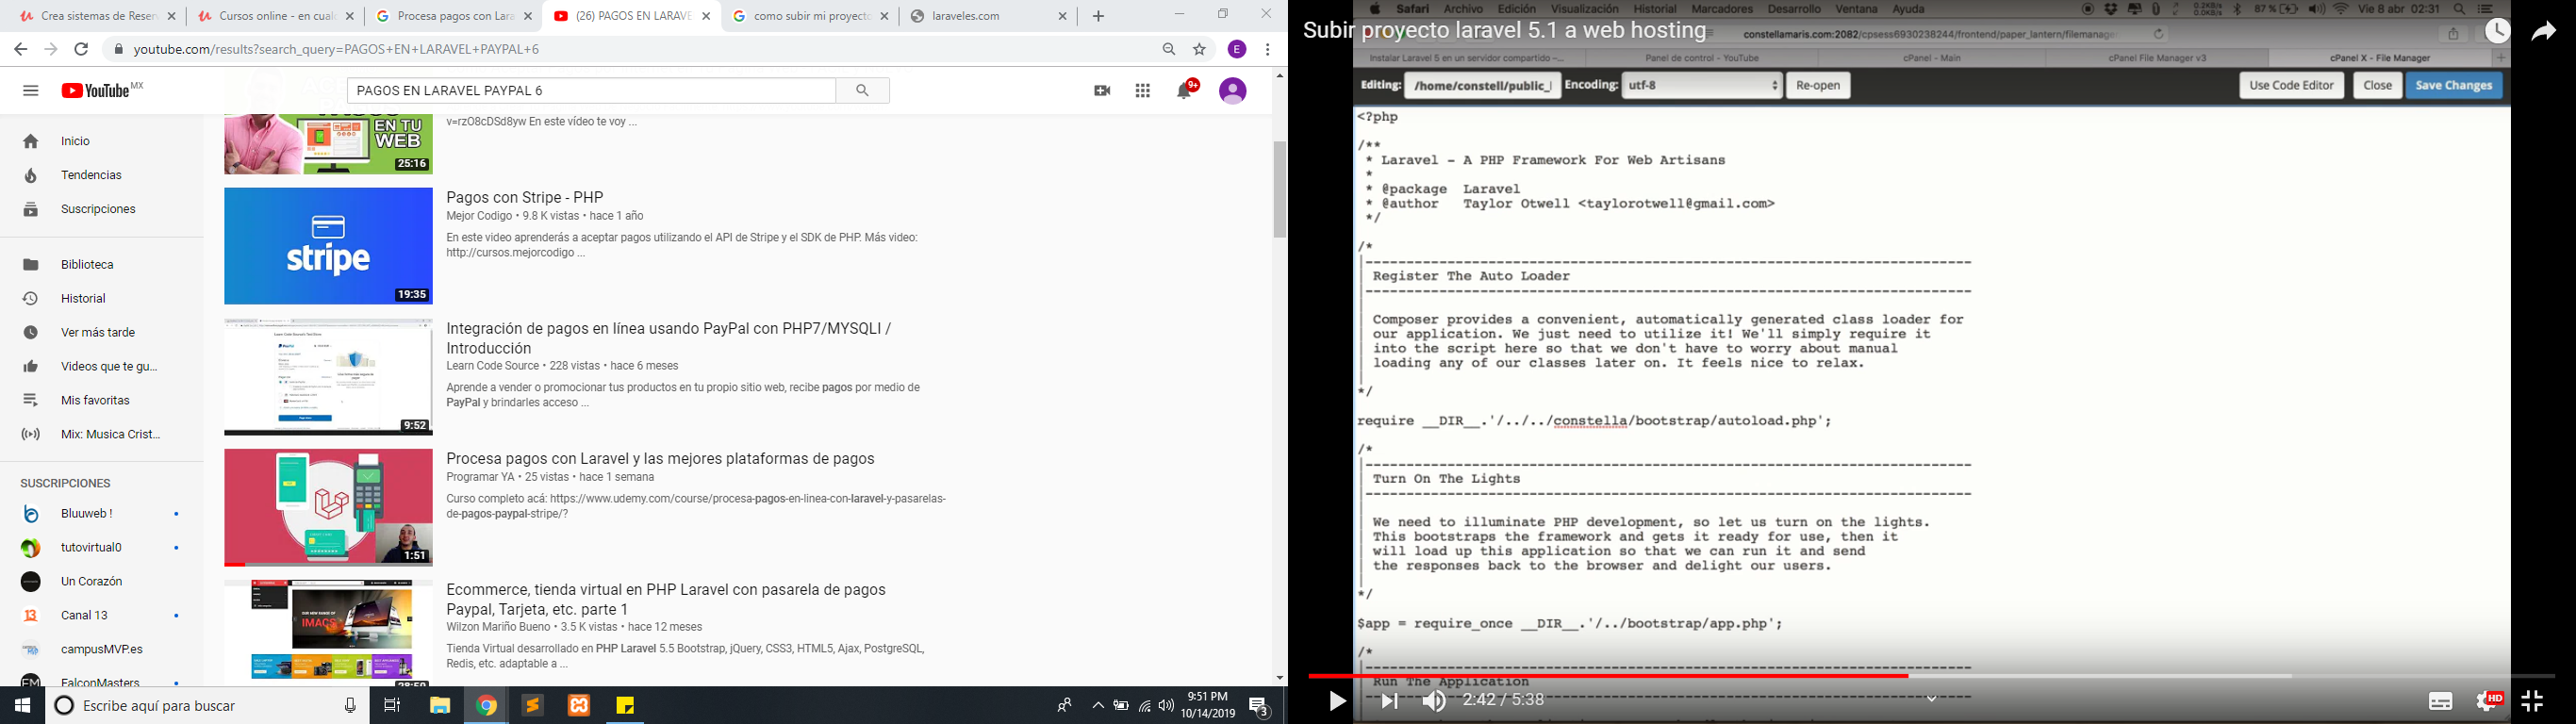 Crea sistemas de Reser
Cursos online - en cual
Procesa pagos con Lara
(26) PAGOS EN LARAVE
como subir mi proyecto
laraveles.com
youtube.com/results?search_query=PAGOS+EN+LARAVEL+PAYPAL+6
E
YouTube MX
PAGOS EN LARAVEL PAYPAL 6
9+
Inicio
Tendencias
Suscripciones
Biblioteca
Historial
Ver más tarde
Videos que te gu...
Mis favoritas
Mix: Musica Crist...
SUSCRIPCIONES
Bluuweb !
tutovirtual0
Un Corazón
13
Canal 13
campusMVP.es
FM
FalconMasters
EN TU
WEB
25:16
v=rzO8cDSd8yw En este vídeo te voy ...
stripe
19:35
Pagos con Stripe - PHP
Mejor Codigo • 9.8 K vistas • hace 1 año
En este video aprenderás a aceptar pagos utilizando el API de Stripe y el SDK de PHP. Más video:
http://cursos.mejorcodigo ...
9:52
Integración de pagos en línea usando PayPal con PHP7/MYSQLI /
Introducción
Learn Code Source • 228 vistas • hace 6 meses
Aprende a vender o promocionar tus productos en tu propio sitio web, recibe pagos por medio de
PayPal y brindarles acceso ...
1:51
Procesa pagos con Laravel y las mejores plataformas de pagos
Programar YA • 25 vistas • hace 1 semana
Curso completo acá: https://www.udemy.com/course/procesa-pagos-en-linea-con-laravel-y-pasarelas-
de-pagos-paypal-stripe/?
IMACS
28:50
Ecommerce, tienda virtual en PHP Laravel con pasarela de pagos
Paypal, Tarjeta, etc. parte 1
Wilzon Mariño Bueno • 3.5 K vistas • hace 12 meses
Tienda Virtual desarrollado en PHP Laravel 5.5 Bootstrap, jQuery, CSS3, HTML5, Ajax, PostgreSQL,
Redis, etc. adaptable a ...
Escribe aquí para buscar
9:51 PM
10/14/2019
3
Safari Archivo Edición Visualización Historial Marcadores Desarrollo Ventana Ayuda
87 % Vie 8 abr 02:31
Subir proyecto laravel 5.1 a web hosting
constellamaris.com:2082/cpsess6930238244/frontend/paper_lantern/filemanager
Instalar Laravel 5 en un servidor compartido -...
Panel de control - YouTube
cPanel - Main
cPanel File Manager v3
cPanel X - File Manager
Editing: /home/constell/public_l Encoding: utf-8 Re-open
Use Code Editor Close Save Changes
<?php
/**
* Laravel - A PHP Framework For Web Artisans
*
* @package Laravel
* @author Taylor Otwell <taylorotwell@gmail.com>
*/
/*
|--------------------------------------------------------------------------
| Register The Auto Loader
|--------------------------------------------------------------------------
|
| Composer provides a convenient, automatically generated class loader for
| our application. We just need to utilize it! We'll simply require it
| into the script here so that we don't have to worry about manual
| loading any of our classes later on. It feels nice to relax.
|
*/
require __DIR__.'/../../constella/bootstrap/autoload.php';
/*
|--------------------------------------------------------------------------
| Turn On The Lights
|--------------------------------------------------------------------------
|
| We need to illuminate PHP development, so let us turn on the lights.
| This bootstraps the framework and gets it ready for use, then it
| will load up this application so that we can run it and send
| the responses back to the browser and delight our users.
|
*/
$app = require_once __DIR__.'/../bootstrap/app.php';
/*
|--------------------------------------------------------------------------
| Run The Application
2:42 / 5:38
HD